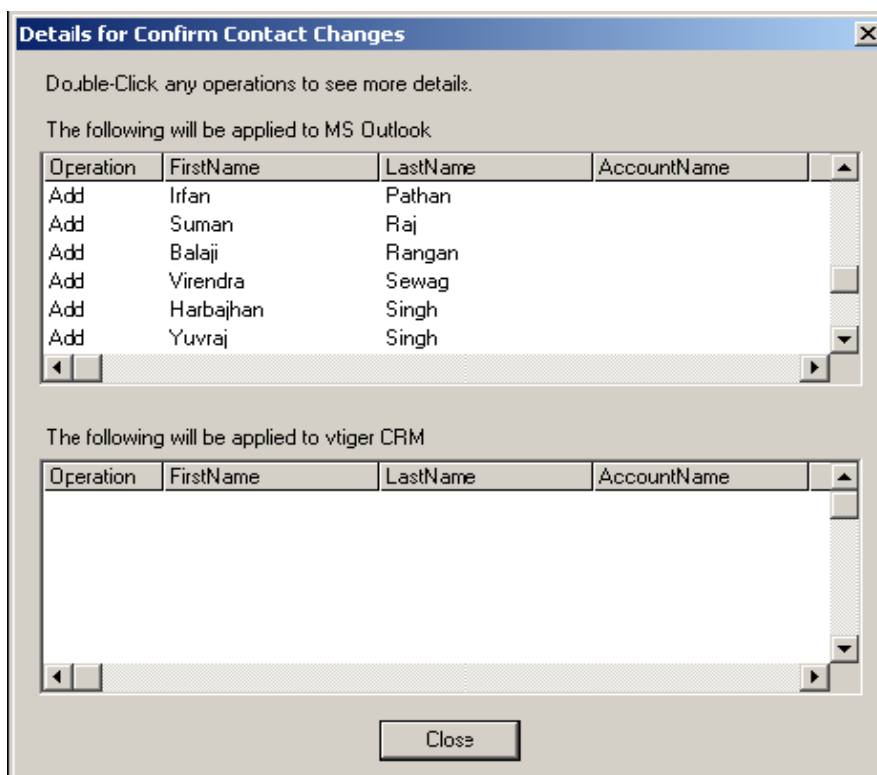 Details for Confirm Contact Changes
Double-Click any operations to see more details.
The following will be applied to MS Outlook
Operation FirstName LastName AccountName
Add Irfan Pathan
Add Suman Raj
Add Balaji Rangan
Add Virendra Sewag
Add Harbajhan Singh
Add Yuvraj Singh
The following will be applied to vtiger CRM
Operation FirstName LastName AccountName
Close